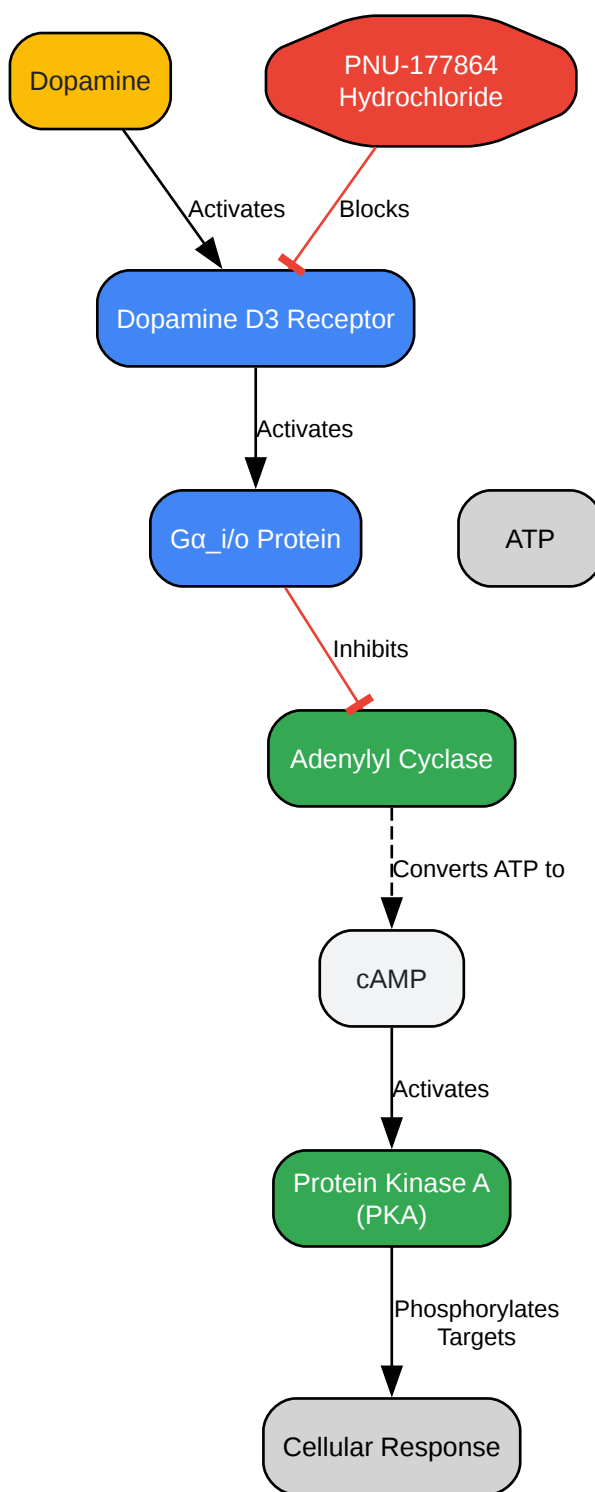 Dopamine
PNU-177864
Hydrochloride
Activates
Blocks
Dopamine D3 Receptor
Activates
Gα_i/o Protein
ATP
Inhibits
Adenylyl Cyclase
Converts ATP to
cAMP
Activates
Protein Kinase A
(PKA)
Phosphorylates
Targets
Cellular Response